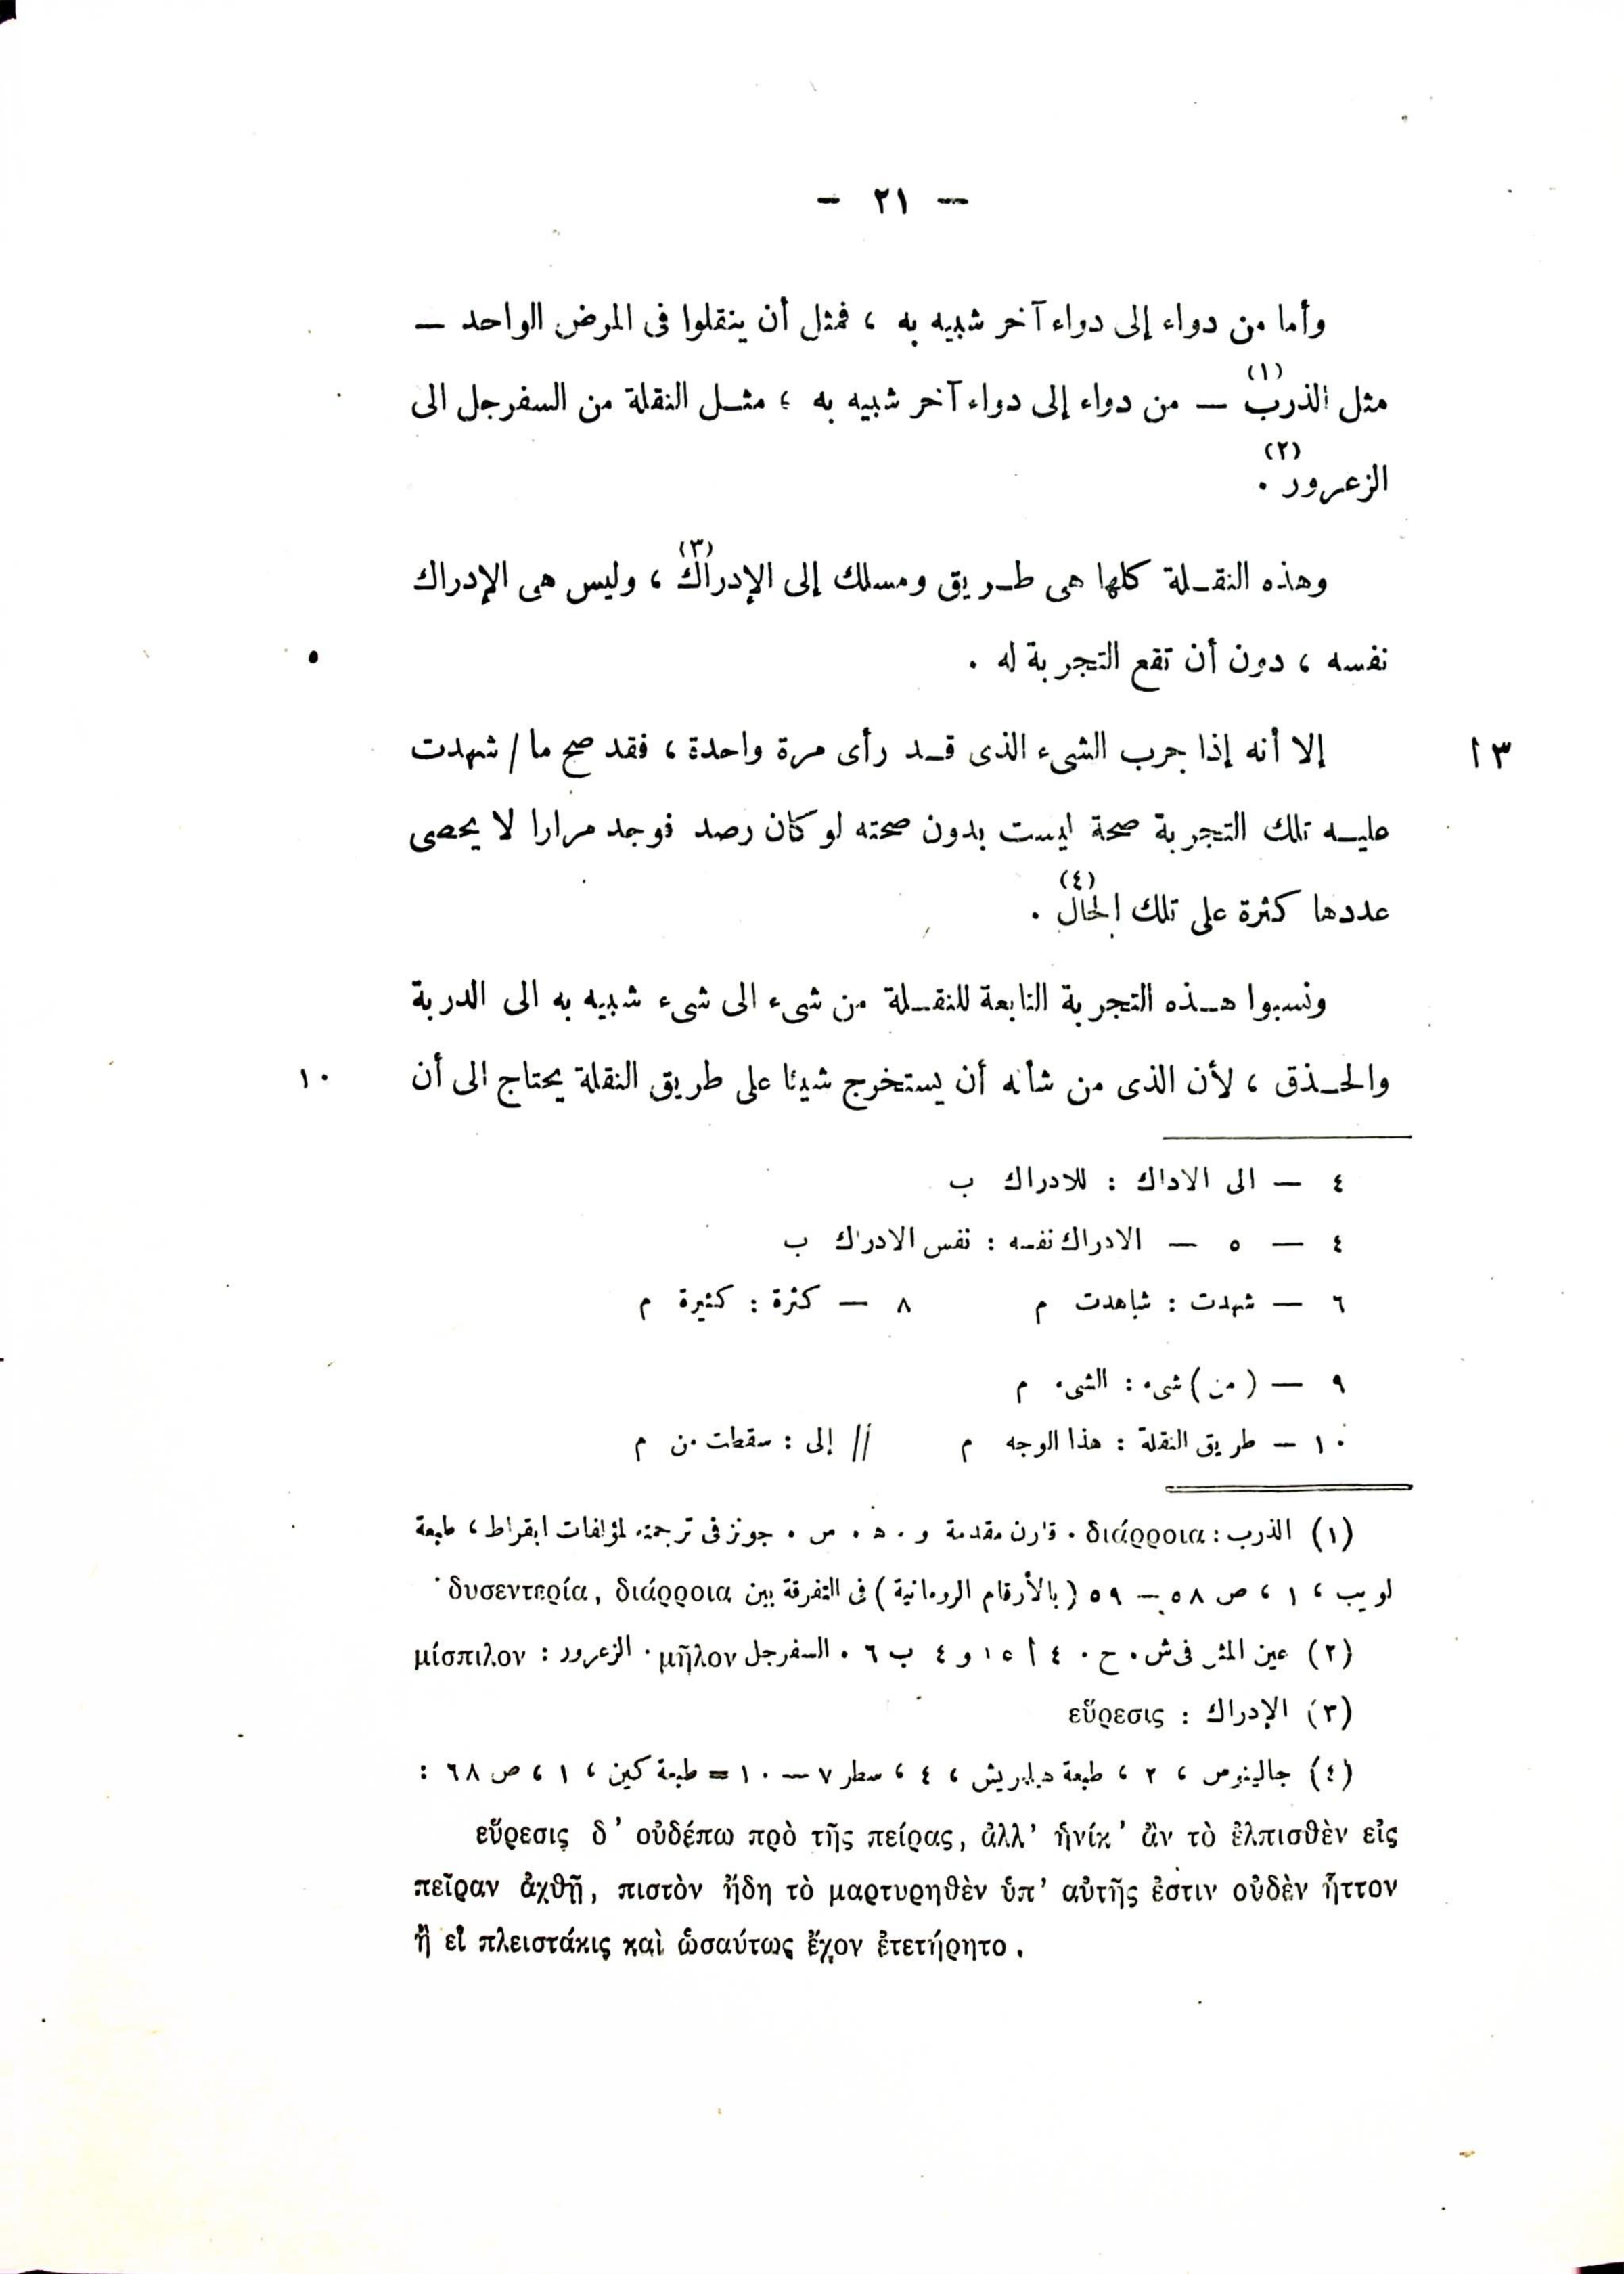 — ٢١ —
وأما من دواء إلى دواء آخر شبيه به ، فمثل أن ينقلوا فى المرض الواحد —
مثل الذرب (١) — من دواء إلى دواء آخر شبيه به ؛ مثل النقلة من السفرجل الى
الزعرور (٢) .
وهذه النقلة كلها هى طريق ومسلك إلى الإدراك (٣) ، وليس هى الإدراك
نفسه ، دون أن تقع التجربة له . ٥
إلا أنه إذا جرب الشىء الذى قد رأى مرة واحدة ، فقد صح ما / شهدت ١٣
عليه تلك التجربة صحة ليست بدون صحته لو كان رصد فوجد مرارا لا يحصى
عددها كثرة على تلك الحال (٤) .
ونسبوا هذه التجربة التابعة للنقلة من شىء الى شىء شبيه به الى الدربة
والحذق ، لأن الذى من شأنه أن يستخرج شيئا على طريق النقلة يحتاج الى أن ١٠
٤ — الى الاداك : للادراك ب
٤ — ٥ — الادراك نفسه : نفس الادراك ب
٦ — شهدت : شاهدت م ٨ — كثرة : كثيرة م
٩ — ( من ) شىء : الشىء م
١٠ — طريق النقلة : هذا الوجه م // إلى : سقطت من م
(١) الذرب : διάρροια . قارن مقدمة و . ه . س . جونز فى ترجمته لمؤلفات ابقراط ، طبعة
لويب ، ١ ، ص ٥٨ — ٥٩ ( بالأرقام الرومانية ) فى التفرقة بين δυσεντερία, διάρροια .
(٢) عين المثل فى ش . ح . ٤ أ ١٥ و ٤ ب ٦ . السفرجل μῆλον . الزعرور : μίσπιλον
(٣) الإدراك : εὕρεσις
(٤) جالينوس ، ٢ ، طبعة هيلريش ، ٤ ، سطر ٧ — ١٠ = طبعة كين ، ١ ، ص ٦٨ :
εὕρεσις δ’ οὐδέπω πρὸ τῆς πείρας, ἀλλ’ ἡνίκ’ ἂν τὸ ἐλπισθὲν εἰς
πεῖραν ἀχθῇ, πιστὸν ἤδη τὸ μαρτυρηθὲν ὑπ’ αὐτῆς ἐστιν οὐδὲν ἧττον
ἢ εἰ πλειστάκις καὶ ὡσαύτως ἔχον ἐτετήρητο .